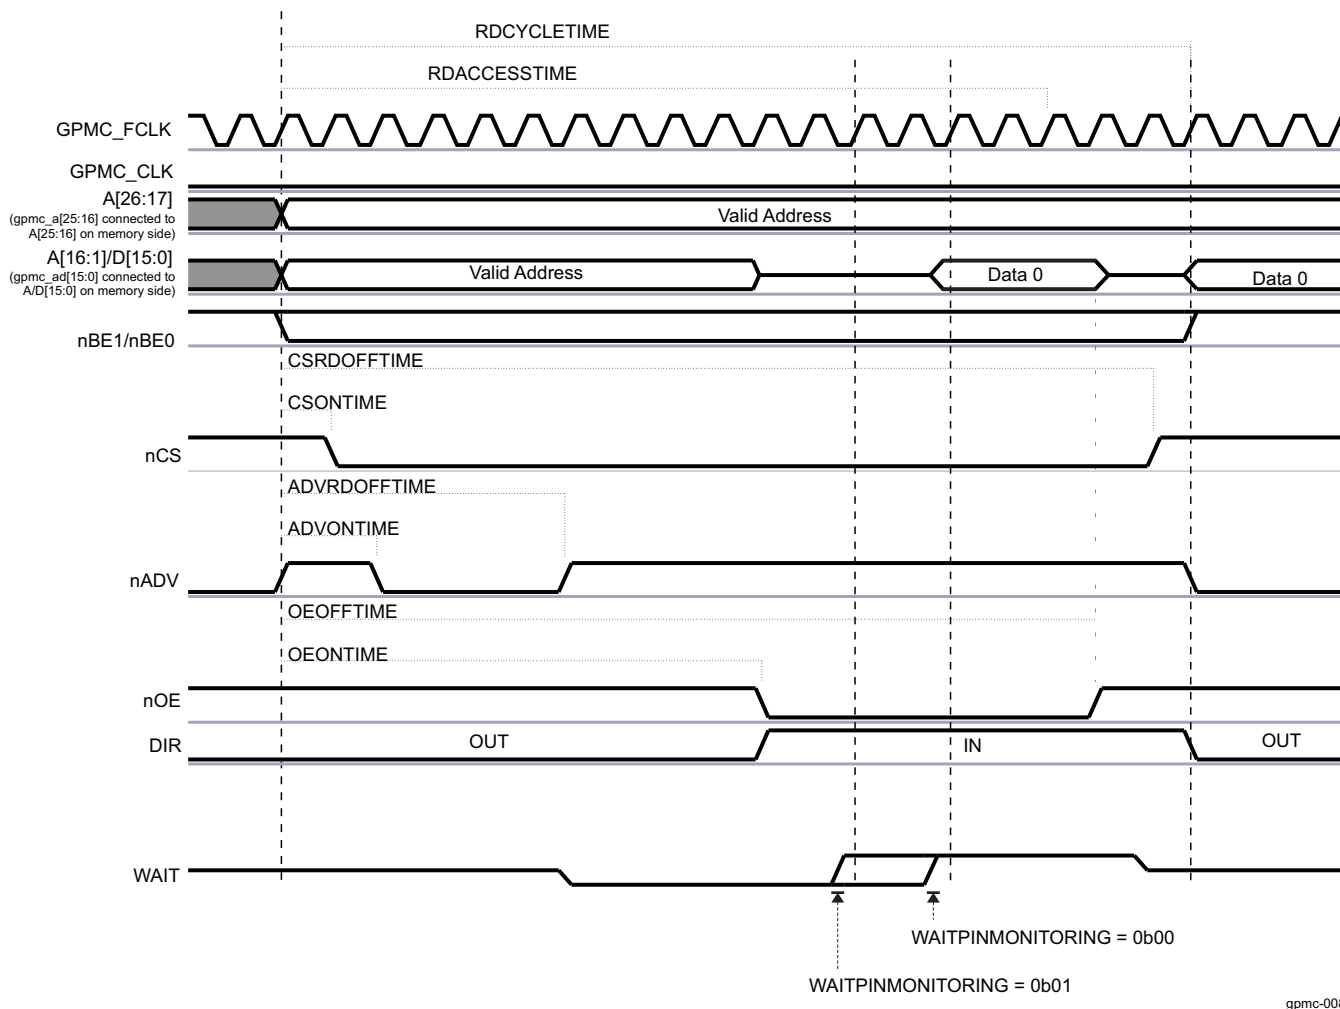 RDCYCLETIME
RDACCESSTIME
GPMC_FCLK
GPMC_CLK
A[26:17]
(gpmc_a[25:16] connected to
A[25:16] on memory side)
Valid Address
A[16:1]/D[15:0]
(gpmc_ad[15:0] connected to
A/D[15:0] on memory side)
Valid Address
Data 0
Data 0
nBE1/nBE0
CSRDOFFTIME
CSONTIME
nCS
ADVRDOFFTIME
ADVONTIME
nADV
OEOFFTIME
OEONTIME
nOE
DIR
OUT
IN
OUT
WAIT
WAITPINMONITORING = 0b00
WAITPINMONITORING = 0b01
gpmc-008